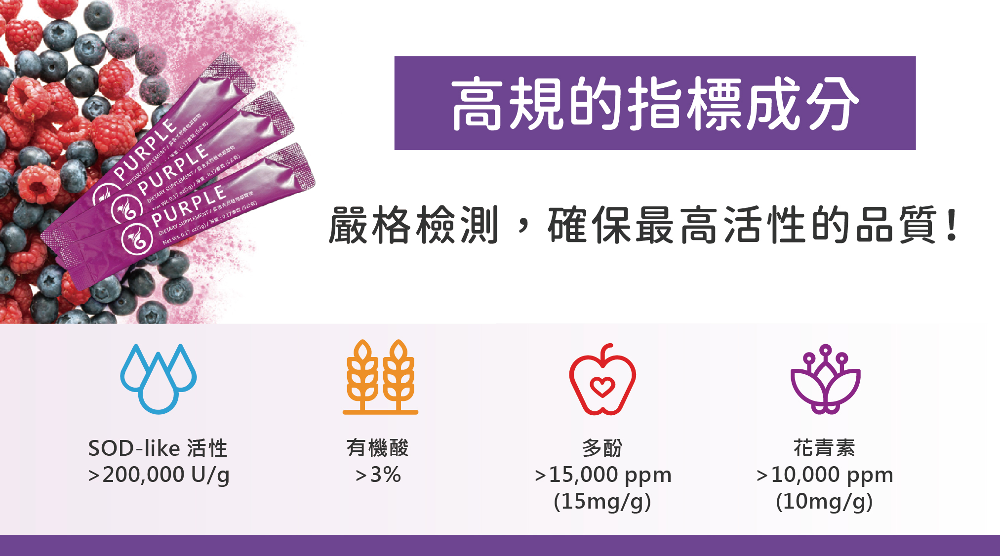 高規的指標成分
嚴格檢測，確保最高活性的品質！
PURPLE
DIETARY SUPPLEMENT / 富含天然植物萃取物
淨重：0.17盎司 (5公克)
PURPLE
DIETARY SUPPLEMENT / 富含天然植物萃取物
Net Wt. 0.17 oz(5g) / 淨重：0.17盎司 (5公克)
PURPLE
DIETARY SUPPLEMENT / 富含天然植物萃取物
Net Wt. 0.17 oz(5g) / 淨重：0.17盎司 (5公克)
SOD-like 活性
>200,000 U/g
有機酸
>3%
多酚
>15,000 ppm
(15mg/g)
花青素
>10,000 ppm
(10mg/g)